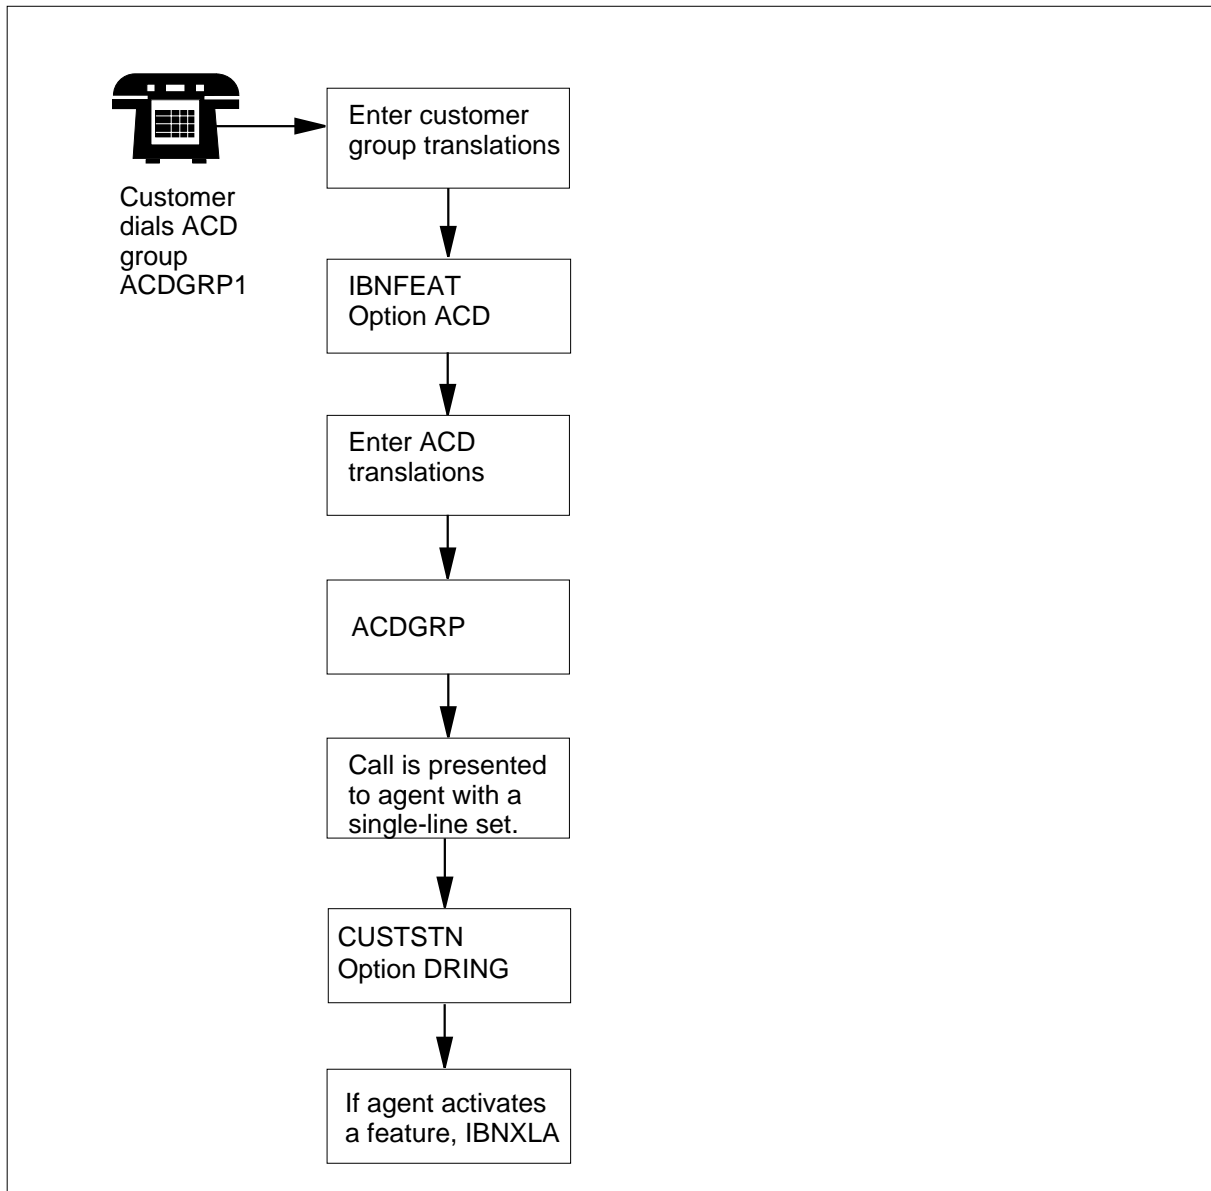 Customer
dials ACD
group
ACDGRP1
Enter customer
group translations
IBNFEAT
Option ACD
Enter ACD
translations
ACDGRP
Call is presented
to agent with a
single-line set.
CUSTSTN
Option DRING
If agent activates
a feature, IBNXLA